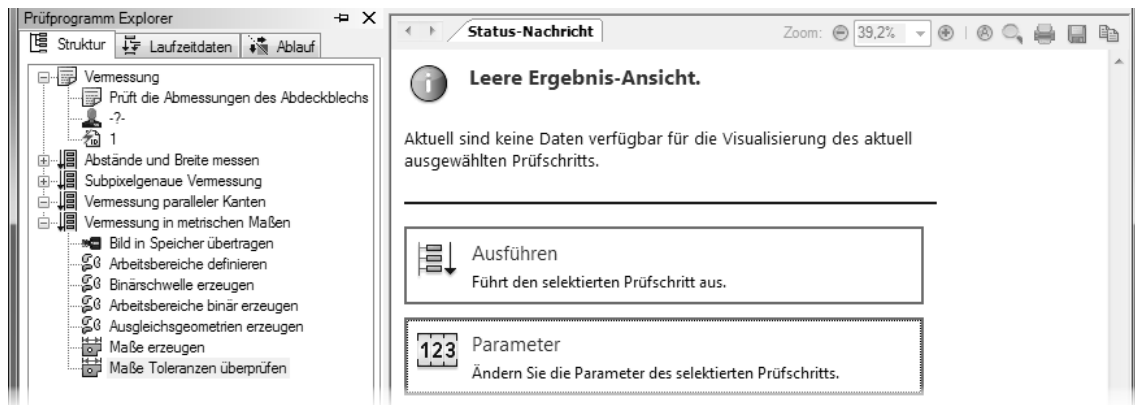 Prüfprogramm Explorer
Struktur
Laufzeitdaten
Ablauf
Vermessung
Prüft die Abmessungen des Abdeckblechs
-?-
1
Abstände und Breite messen
Subpixelgenaue Vermessung
Vermessung paralleler Kanten
Vermessung in metrischen Maßen
Bild in Speicher übertragen
Arbeitsbereiche definieren
Binärschwelle erzeugen
Arbeitsbereiche binär erzeugen
Ausgleichsgeometrien erzeugen
Maße erzeugen
Maße Toleranzen überprüfen
Status-Nachricht
Zoom: 39,2%
Leere Ergebnis-Ansicht.
Aktuell sind keine Daten verfügbar für die Visualisierung des aktuell
ausgewählten Prüfschritts.
Ausführen
Führt den selektierten Prüfschritt aus.
123
Parameter
Ändern Sie die Parameter des selektierten Prüfschritts.